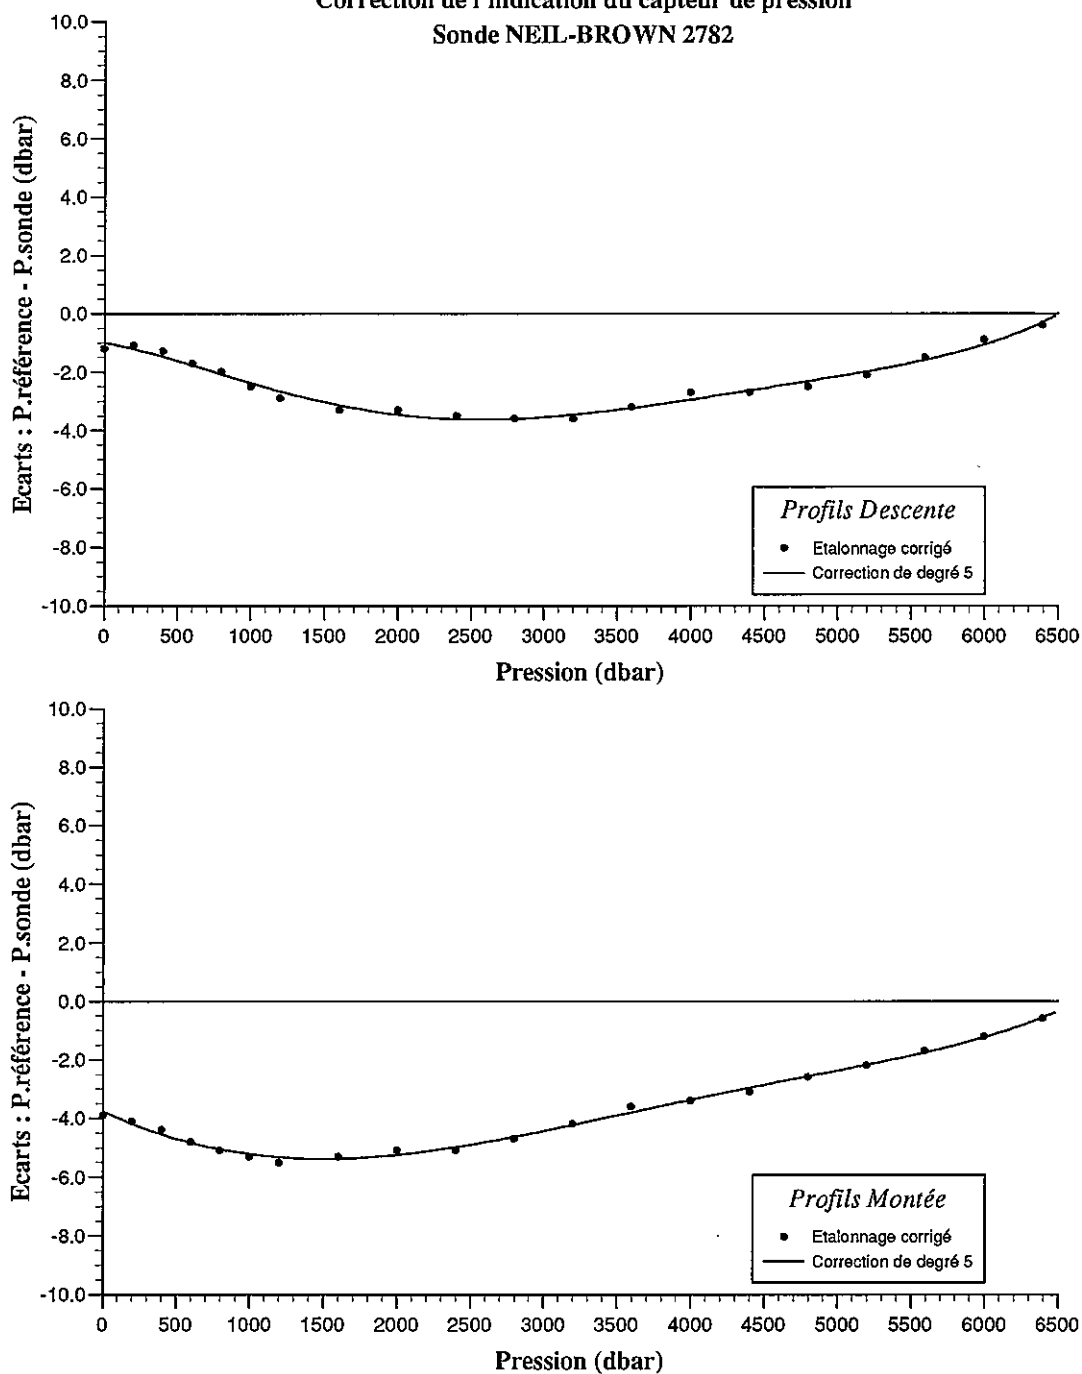 Correction de l'indication du capteur de pression
Sonde NEIL-BROWN 2782
10.0
8.0
6.0
4.0
2.0
0.0
-2.0
-4.0
-6.0
-8.0
-10.0
Ecarts : P.référence - P.sonde (dbar)
Profils Descente
Etalonnage corrigé
Correction de degré 5
0 500 1000 1500 2000 2500 3000 3500 4000 4500 5000 5500 6000 6500
Pression (dbar)
10.0
8.0
6.0
4.0
2.0
0.0
-2.0
-4.0
-6.0
-8.0
-10.0
Ecarts : P.référence - P.sonde (dbar)
Profils Montée
Etalonnage corrigé
Correction de degré 5
0 500 1000 1500 2000 2500 3000 3500 4000 4500 5000 5500 6000 6500
Pression (dbar)